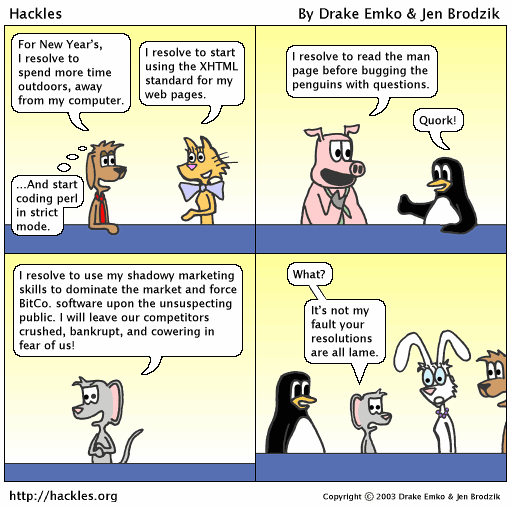 Hackles
By Drake Emko & Jen Brodzik
For New Year's,
I resolve to
spend more time
outdoors, away
from my computer.
I resolve to start
using the XHTML
standard for my
web pages.
...And start
coding perl
in strict
mode.
I resolve to read the man
page before bugging the
penguins with questions.
Quork!
I resolve to use my shadowy marketing
skills to dominate the market and force
BitCo. software upon the unsuspecting
public. I will leave our competitors
crushed, bankrupt, and cowering in
fear of us!
What?
It's not my
fault your
resolutions
are all lame.
http://hackles.org
Copyright © 2003 Drake Emko & Jen Brodzik